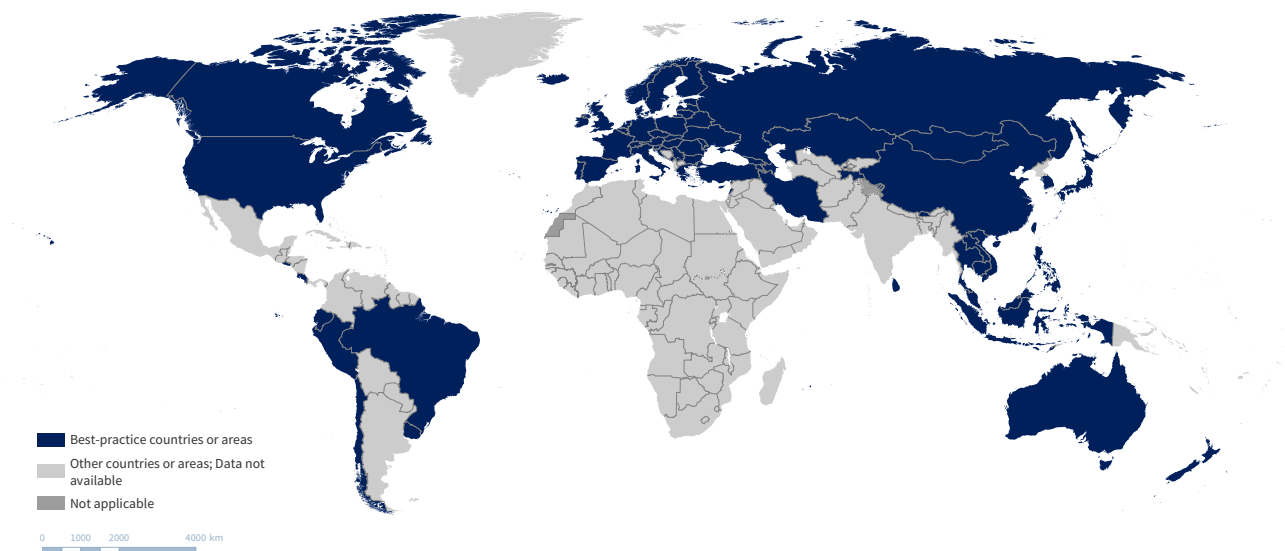 Best-practice countries or areas
Other countries or areas; Data not
available
Not applicable
0 1000 2000 4000 km